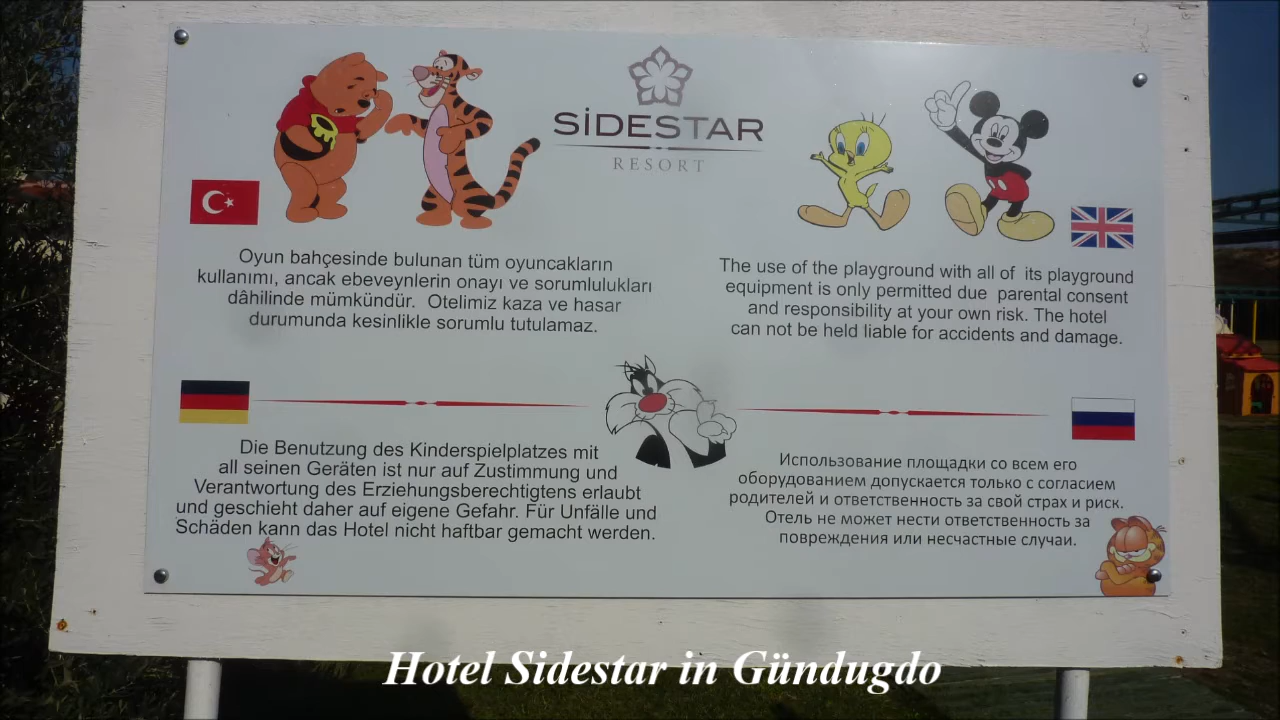 SİDESTAR
RESORT
Oyun bahçesinde bulunan tüm oyuncakların
kullanımı, ancak ebeveynlerin onayı ve sorumlulukları
dâhilinde mümkündür. Otelimiz kaza ve hasar
durumunda kesinlikle sorumlu tutulamaz.
The use of the playground with all of its playground
equipment is only permitted due parental consent
and responsibility at your own risk. The hotel
can not be held liable for accidents and damage.
Die Benutzung des Kinderspielplatzes mit
all seinen Geräten ist nur auf Zustimmung und
Verantwortung des Erziehungsberechtigtens erlaubt
und geschieht daher auf eigene Gefahr. Für Unfälle und
Schäden kann das Hotel nicht haftbar gemacht werden.
Использование площадки со всем его
оборудованием допускается только с согласием
родителей и ответственность за свой страх и риск.
Отель не может нести ответственность за
повреждения или несчастные случаи.
Hotel Sidestar in Gündugdo